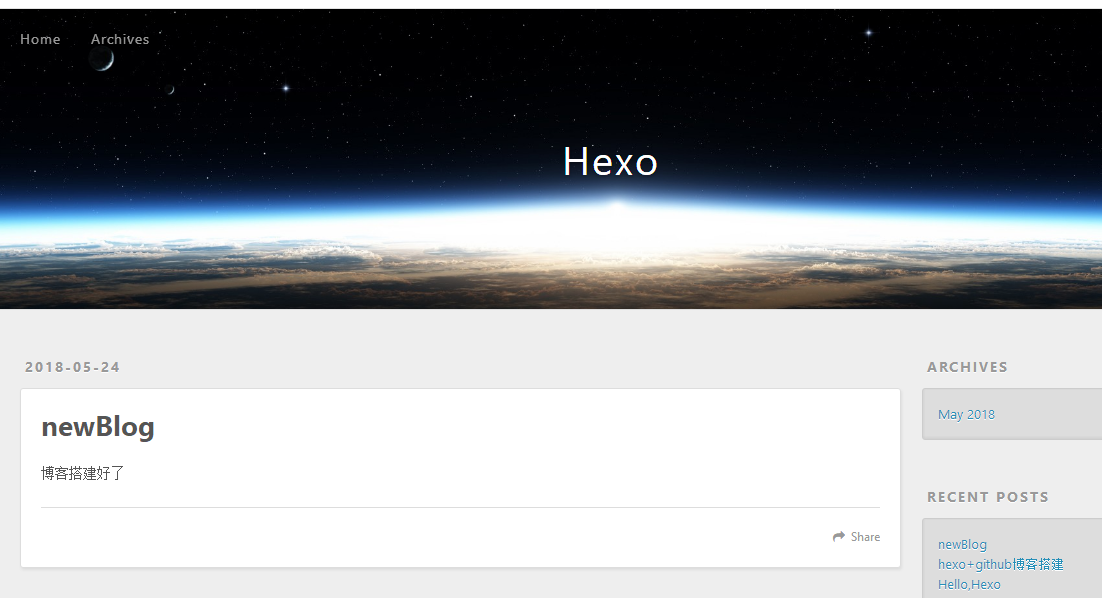 Home Archives
Hexo
2018-05-24
newBlog
博客搭建好了
Share
ARCHIVES
May 2018
RECENT POSTS
newBlog
hexo+github博客搭建
Hello,Hexo